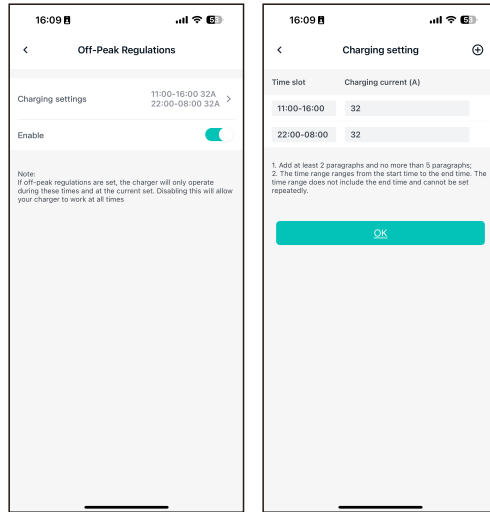 16:09
Off-Peak Regulations
Charging settings
11:00-16:00 32A
22:00-08:00 32A
Enable
Note:
If off-peak regulations are set, the charger will only operate
during these times and at the current set. Disabling this will allow
your charger to work at all times
16:09
Charging setting
Time slot Charging current (A)
11:00-16:00 32
22:00-08:00 32
1. Add at least 2 paragraphs and no more than 5 paragraphs;
2. The time range ranges from the start time to the end time. The
time range does not include the end time and cannot be set
repeatedly.
OK